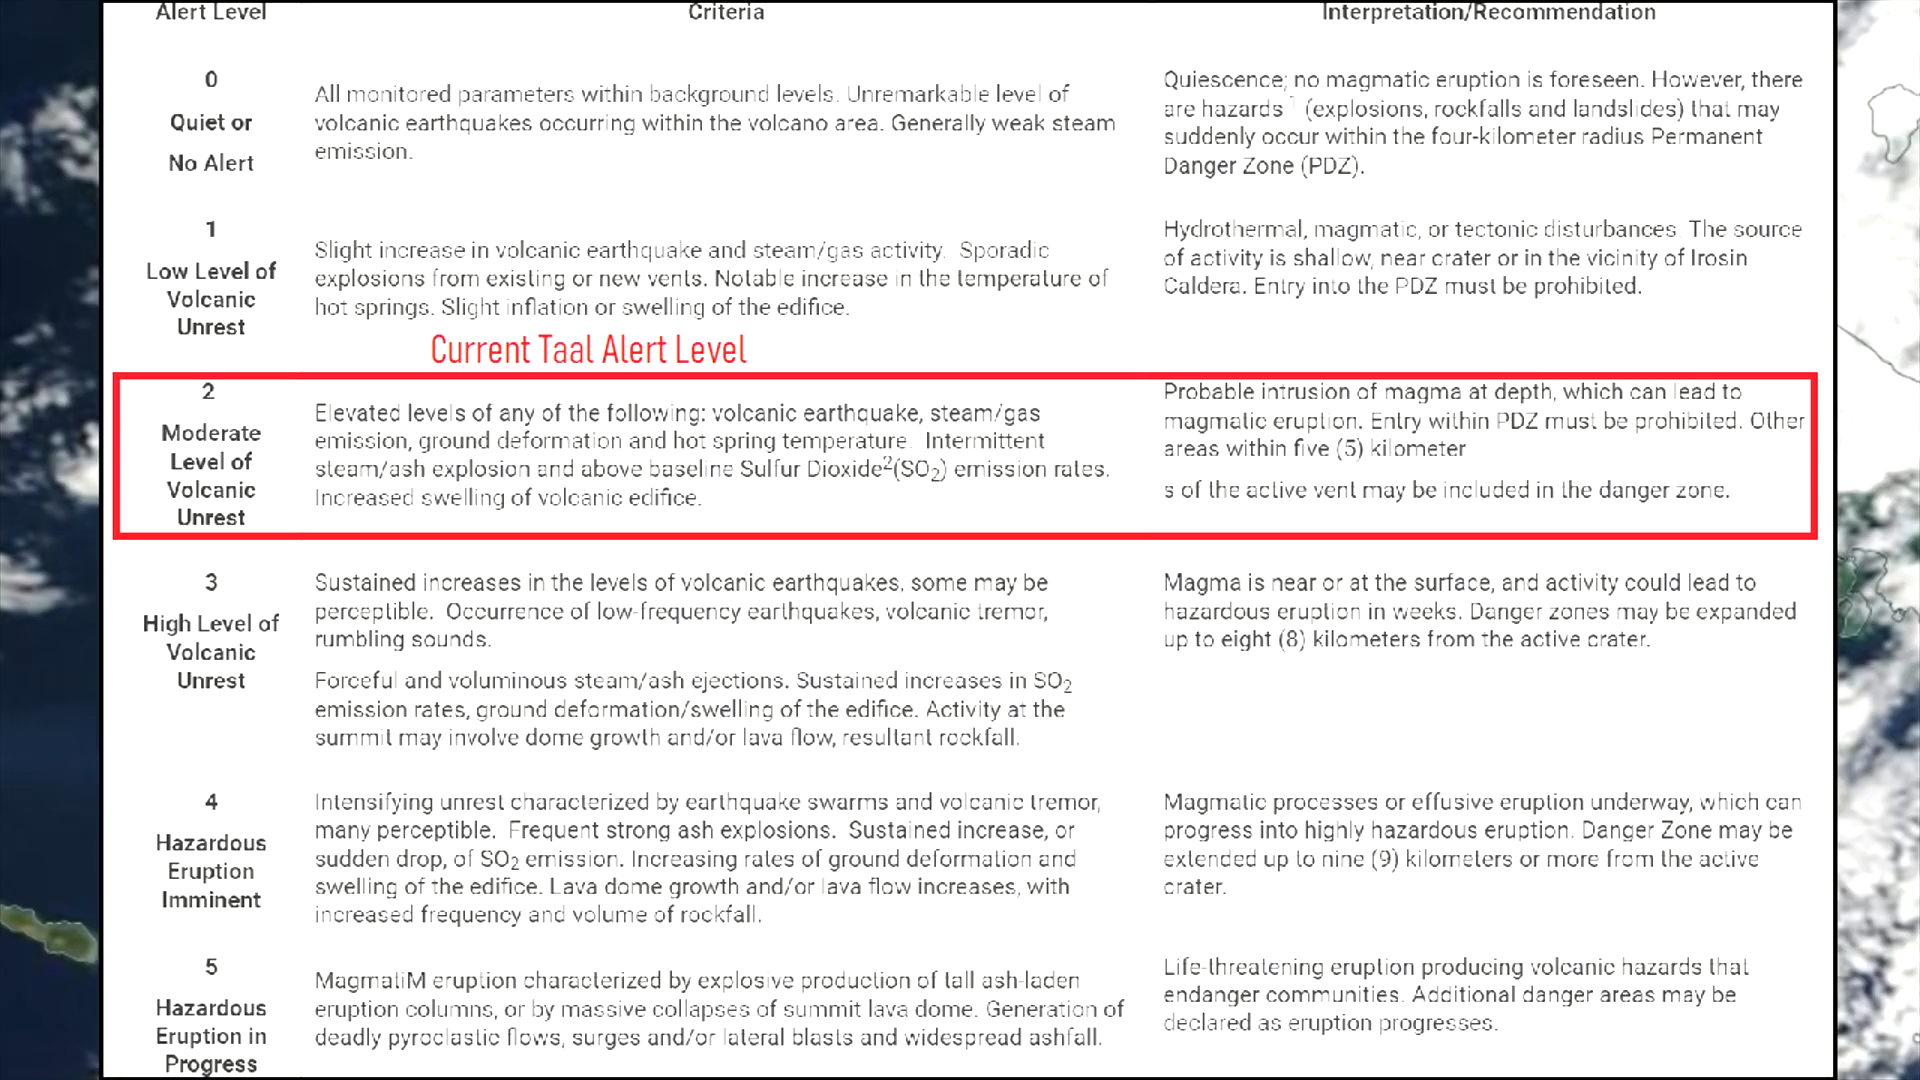 Alert Level Criteria Interpretation/Recommendation
0
Quiet or
No Alert
All monitored parameters within background levels. Unremarkable level of
volcanic earthquakes occurring within the volcano area. Generally weak steam
emission.
Quiescence; no magmatic eruption is foreseen. However, there
are hazards 1 (explosions, rockfalls and landslides) that may
suddenly occur within the four-kilometer radius Permanent
Danger Zone (PDZ).
1
Low Level of
Volcanic
Unrest
Slight increase in volcanic earthquake and steam/gas activity. Sporadic
explosions from existing or new vents. Notable increase in the temperature of
hot springs. Slight inflation or swelling of the edifice.
Hydrothermal, magmatic, or tectonic disturbances. The source
of activity is shallow, near crater or in the vicinity of Irosin
Caldera. Entry into the PDZ must be prohibited.
Current Taal Alert Level
2
Moderate
Level of
Volcanic
Unrest
Elevated levels of any of the following: volcanic earthquake, steam/gas
emission, ground deformation and hot spring temperature. Intermittent
steam/ash explosion and above baseline Sulfur Dioxide²(SO₂) emission rates.
Increased swelling of volcanic edifice.
Probable intrusion of magma at depth, which can lead to
magmatic eruption. Entry within PDZ must be prohibited. Other
areas within five (5) kilometer
s of the active vent may be included in the danger zone.
3
High Level of
Volcanic
Unrest
Sustained increases in the levels of volcanic earthquakes, some may be
perceptible. Occurrence of low-frequency earthquakes, volcanic tremor,
rumbling sounds.
Forceful and voluminous steam/ash ejections. Sustained increases in SO₂
emission rates, ground deformation/swelling of the edifice. Activity at the
summit may involve dome growth and/or lava flow, resultant rockfall.
Magma is near or at the surface, and activity could lead to
hazardous eruption in weeks. Danger zones may be expanded
up to eight (8) kilometers from the active crater.
4
Hazardous
Eruption
Imminent
Intensifying unrest characterized by earthquake swarms and volcanic tremor,
many perceptible. Frequent strong ash explosions. Sustained increase, or
sudden drop, of SO₂ emission. Increasing rates of ground deformation and
swelling of the edifice. Lava dome growth and/or lava flow increases, with
increased frequency and volume of rockfall.
Magmatic processes or effusive eruption underway, which can
progress into highly hazardous eruption. Danger Zone may be
extended up to nine (9) kilometers or more from the active
crater.
5
Hazardous
Eruption in
Progress
MagmatiM eruption characterized by explosive production of tall ash-laden
eruption columns, or by massive collapses of summit lava dome. Generation of
deadly pyroclastic flows, surges and/or lateral blasts and widespread ashfall.
Life-threatening eruption producing volcanic hazards that
endanger communities. Additional danger areas may be
declared as eruption progresses.